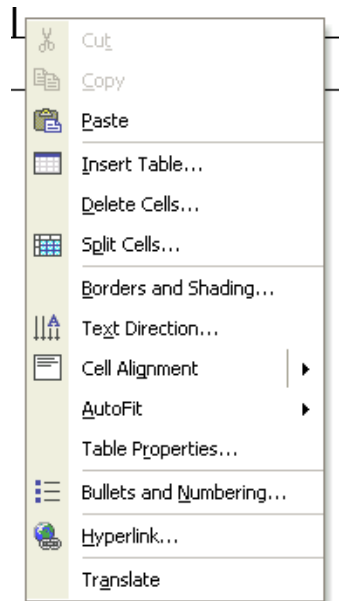 Cut
Copy
Paste
Insert Table...
Delete Cells...
Split Cells...
Borders and Shading...
Text Direction...
Cell Alignment
AutoFit
Table Properties...
Bullets and Numbering...
Hyperlink...
Translate